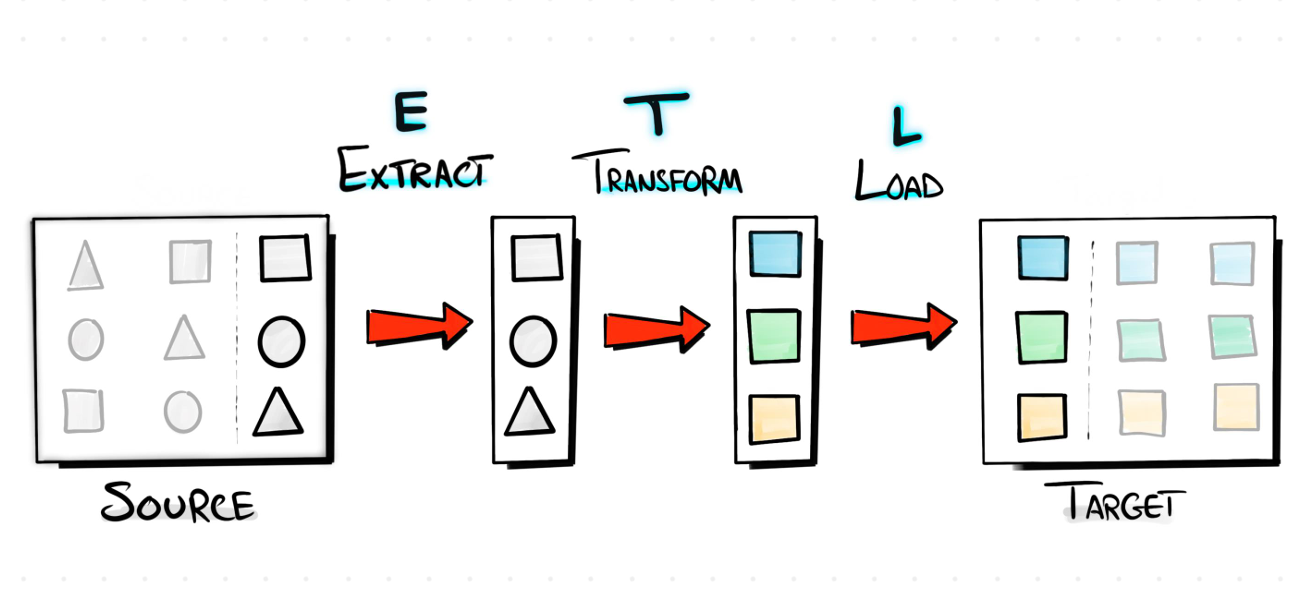 E
EXTRACT
T
TRANSFORM
L
LOAD
SOURCE
TARGET